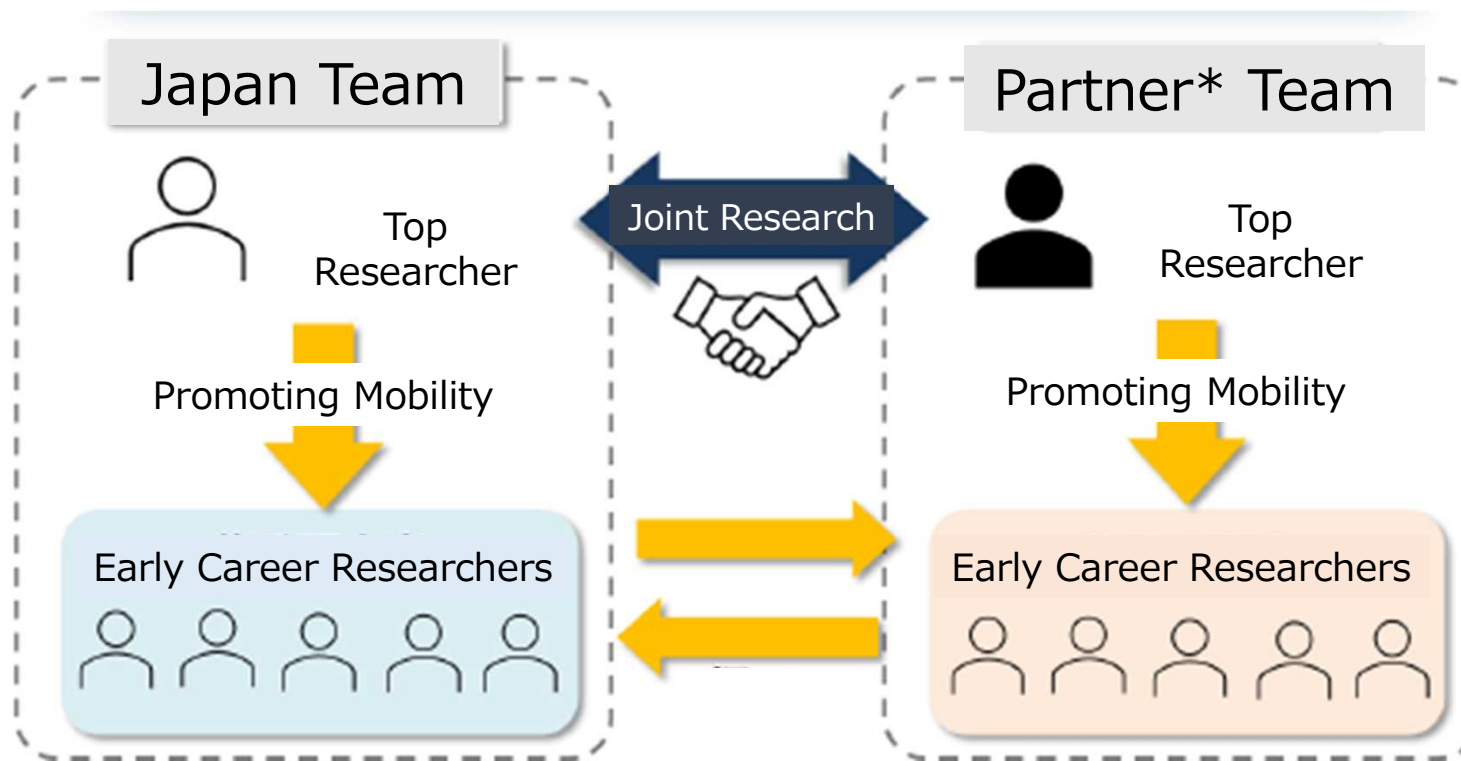 Japan Team
Partner* Team
Joint Research
Top
Researcher
Top
Researcher
Promoting Mobility
Promoting Mobility
Early Career Researchers
Early Career Researchers